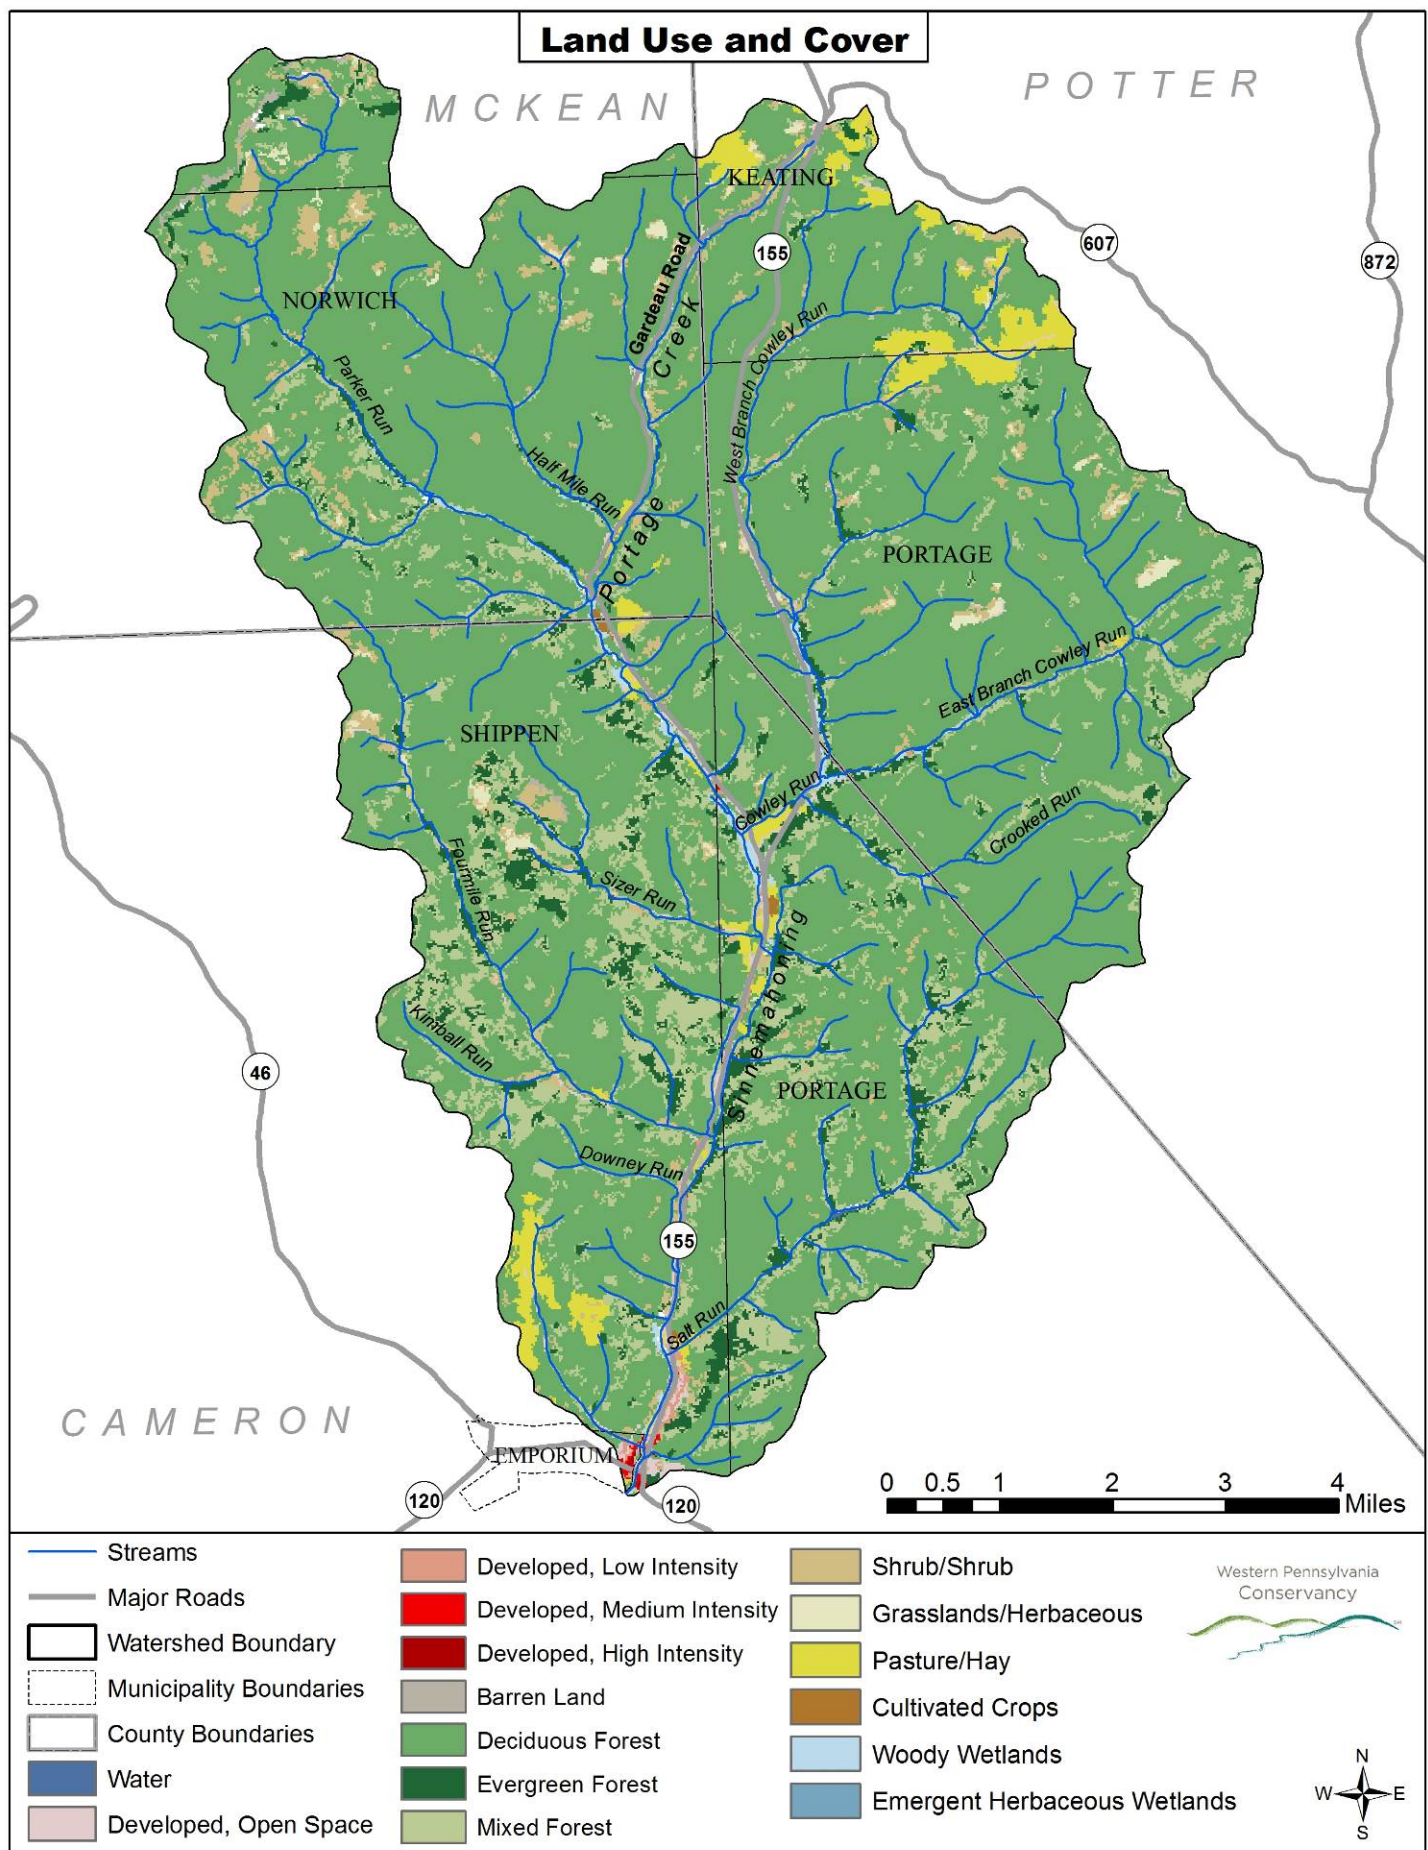 Land Use and Cover
MCKEAN
POTTER
KEATING
155
607
872
NORWICH
Gardeau Road
Creek
West Branch Cowley Run
Parker Run
Half Mile Run
Portage
PORTAGE
East Branch Cowley Run
SHIPPEN
Cowley Run
Crooked Run
Fourmile Run
Sizer Run
Sinnemahoning
Kimball Run
46
PORTAGE
Downey Run
155
Salt Run
CAMERON
EMPORIUM
120
120
0 0.5 1 2 3 4
Miles
Streams
Major Roads
Watershed Boundary
Municipality Boundaries
County Boundaries
Water
Developed, Open Space
Developed, Low Intensity
Developed, Medium Intensity
Developed, High Intensity
Barren Land
Deciduous Forest
Evergreen Forest
Mixed Forest
Shrub/Shrub
Grasslands/Herbaceous
Pasture/Hay
Cultivated Crops
Woody Wetlands
Emergent Herbaceous Wetlands
Western Pennsylvania
Conservancy
N
W E
S